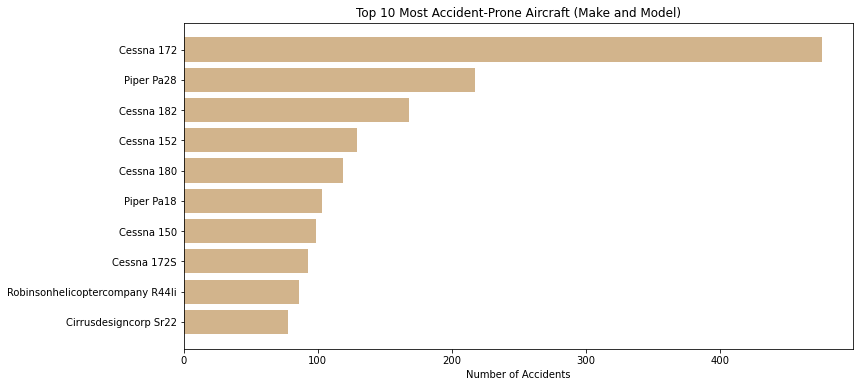 Top 10 Most Accident-Prone Aircraft (Make and Model)
Cessna 172
Piper Pa28
Cessna 182
Cessna 152
Cessna 180
Piper Pa18
Cessna 150
Cessna 172S
Robinsonhelicoptercompany R44Ii
Cirrusdesigncorp Sr22
0 100 200 300 400
Number of Accidents